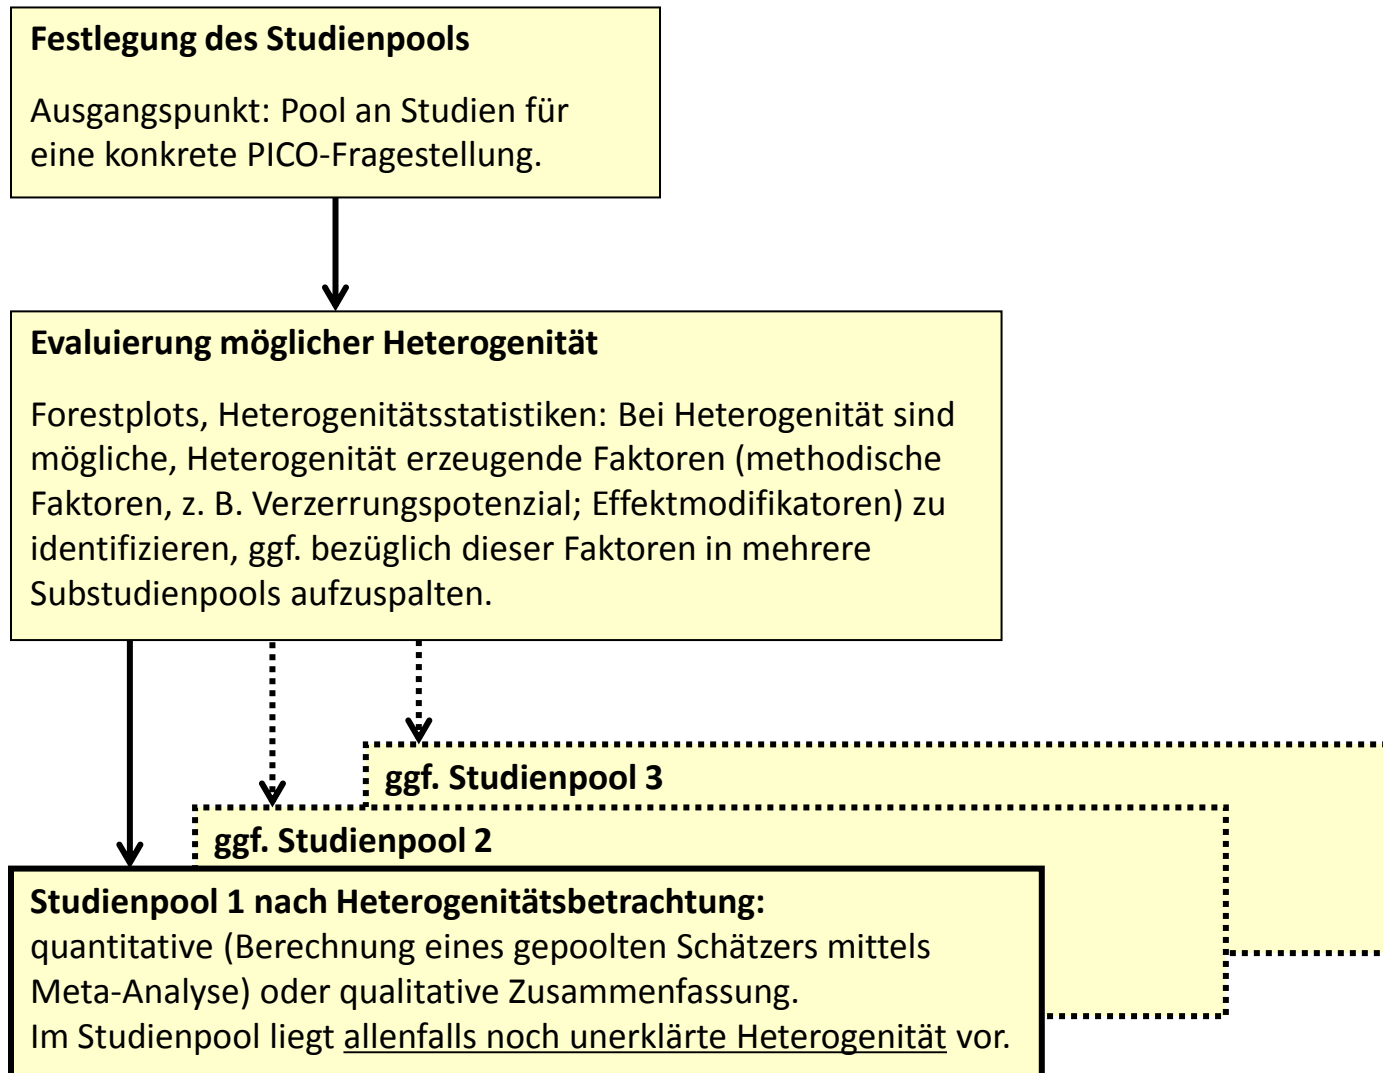 Festlegung des Studienpools
Ausgangspunkt: Pool an Studien für
eine konkrete PICO-Fragestellung.
Evaluierung möglicher Heterogenität
Forestplots, Heterogenitätsstatistiken: Bei Heterogenität sind
mögliche, Heterogenität erzeugende Faktoren (methodische
Faktoren, z. B. Verzerrungspotenzial; Effektmodifikatoren) zu
identifizieren, ggf. bezüglich dieser Faktoren in mehrere
Substudienpools aufzuspalten.
ggf. Studienpool 3
ggf. Studienpool 2
Studienpool 1 nach Heterogenitätsbetrachtung:
quantitative (Berechnung eines gepoolten Schätzers mittels
Meta-Analyse) oder qualitative Zusammenfassung.
Im Studienpool liegt allenfalls noch unerklärte Heterogenität vor.